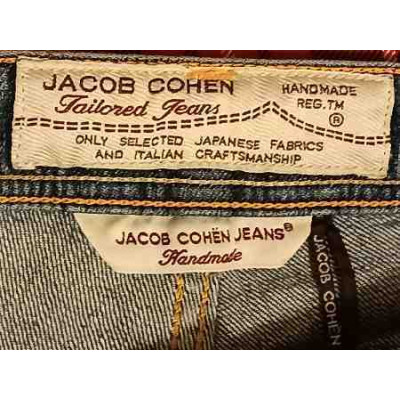 JACOB COHEN
Tailored Jeans
HANDMADE
REG.TM
®
ONLY SELECTED JAPANESE FABRICS
AND ITALIAN CRAFTSMANSHIP
JACOB COHËN JEANS®
Handmade
JACOB COHËN